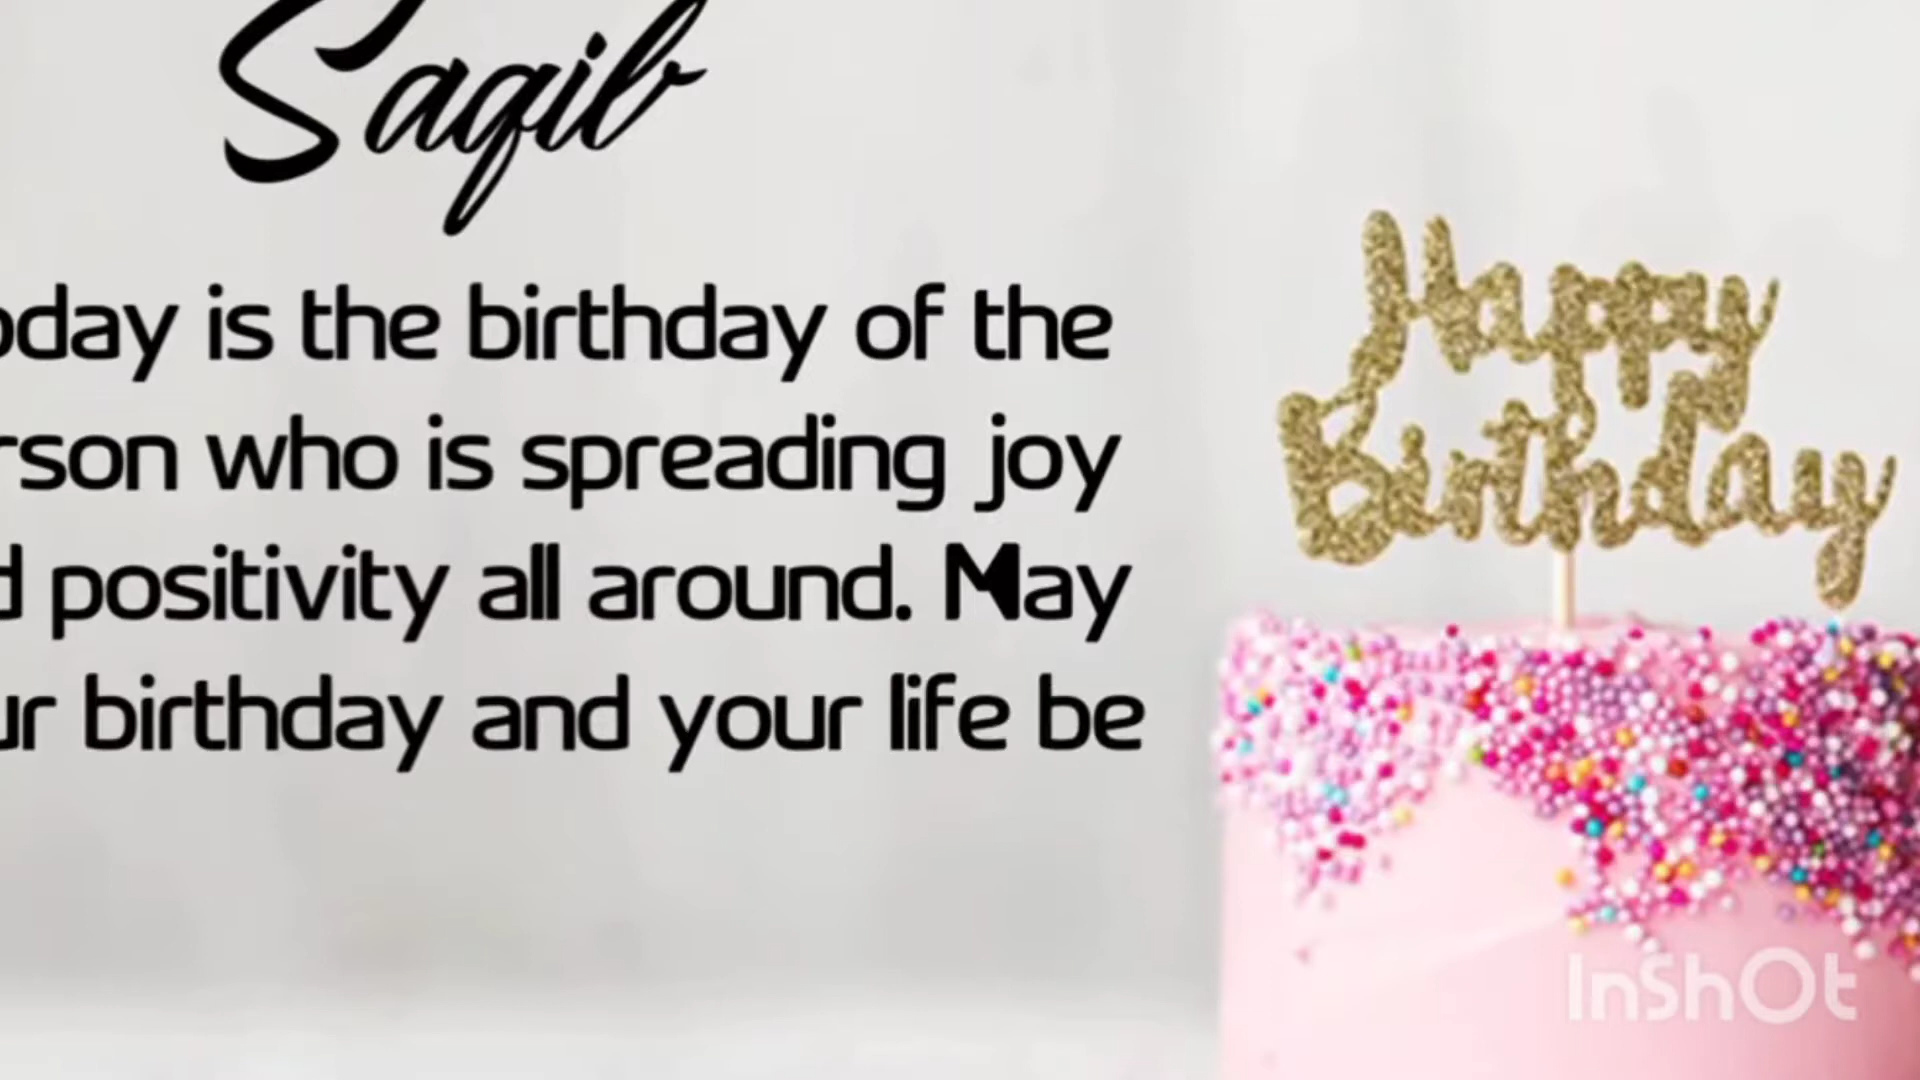 Saqib
oday is the birthday of the
rson who is spreading joy
d positivity all around. May
ur birthday and your life be
Happy
Birthday
InShOt